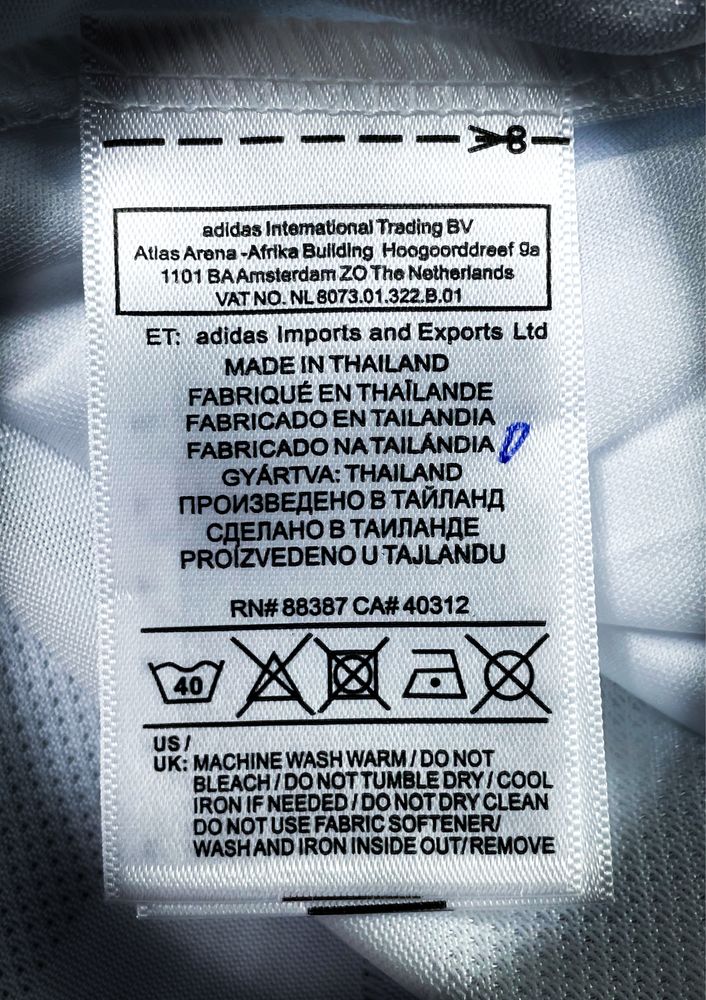 adidas International Trading BV
Atlas Arena -Afrika Building Hoogoorddreef 9a
1101 BA Amsterdam ZO The Netherlands
VAT NO. NL 8073.01.322.B.01
ET: adidas Imports and Exports Ltd
MADE IN THAILAND
FABRIQUÉ EN THAÏLANDE
FABRICADO EN TAILANDIA
FABRICADO NA TAILÁNDIA
GYÁRTVA: THAILAND
ПРОИЗВЕДЕНО В ТАЙЛАНД
СДЕЛАНО В ТАИЛАНДЕ
PROIZVEDENO U TAJLANDU
RN# 88387 CA# 40312
40
US /
UK: MACHINE WASH WARM / DO NOT
BLEACH / DO NOT TUMBLE DRY / COOL
IRON IF NEEDED / DO NOT DRY CLEAN
DO NOT USE FABRIC SOFTENER/
WASH AND IRON INSIDE OUT/ REMOVE